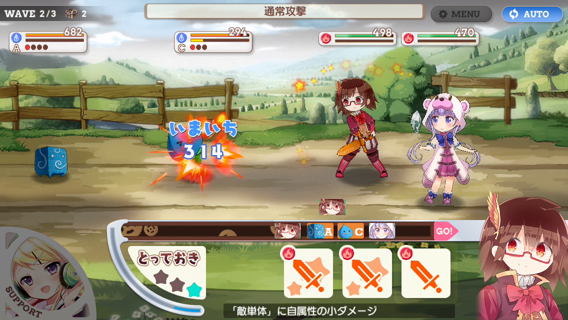 WAVE 2/3 2
通常攻撃
MENU
AUTO
682
A
294
C
498
470
いまいち
314
A C GO!
とっておき
SUPPORT
「敵単体」に自属性の小ダメージ